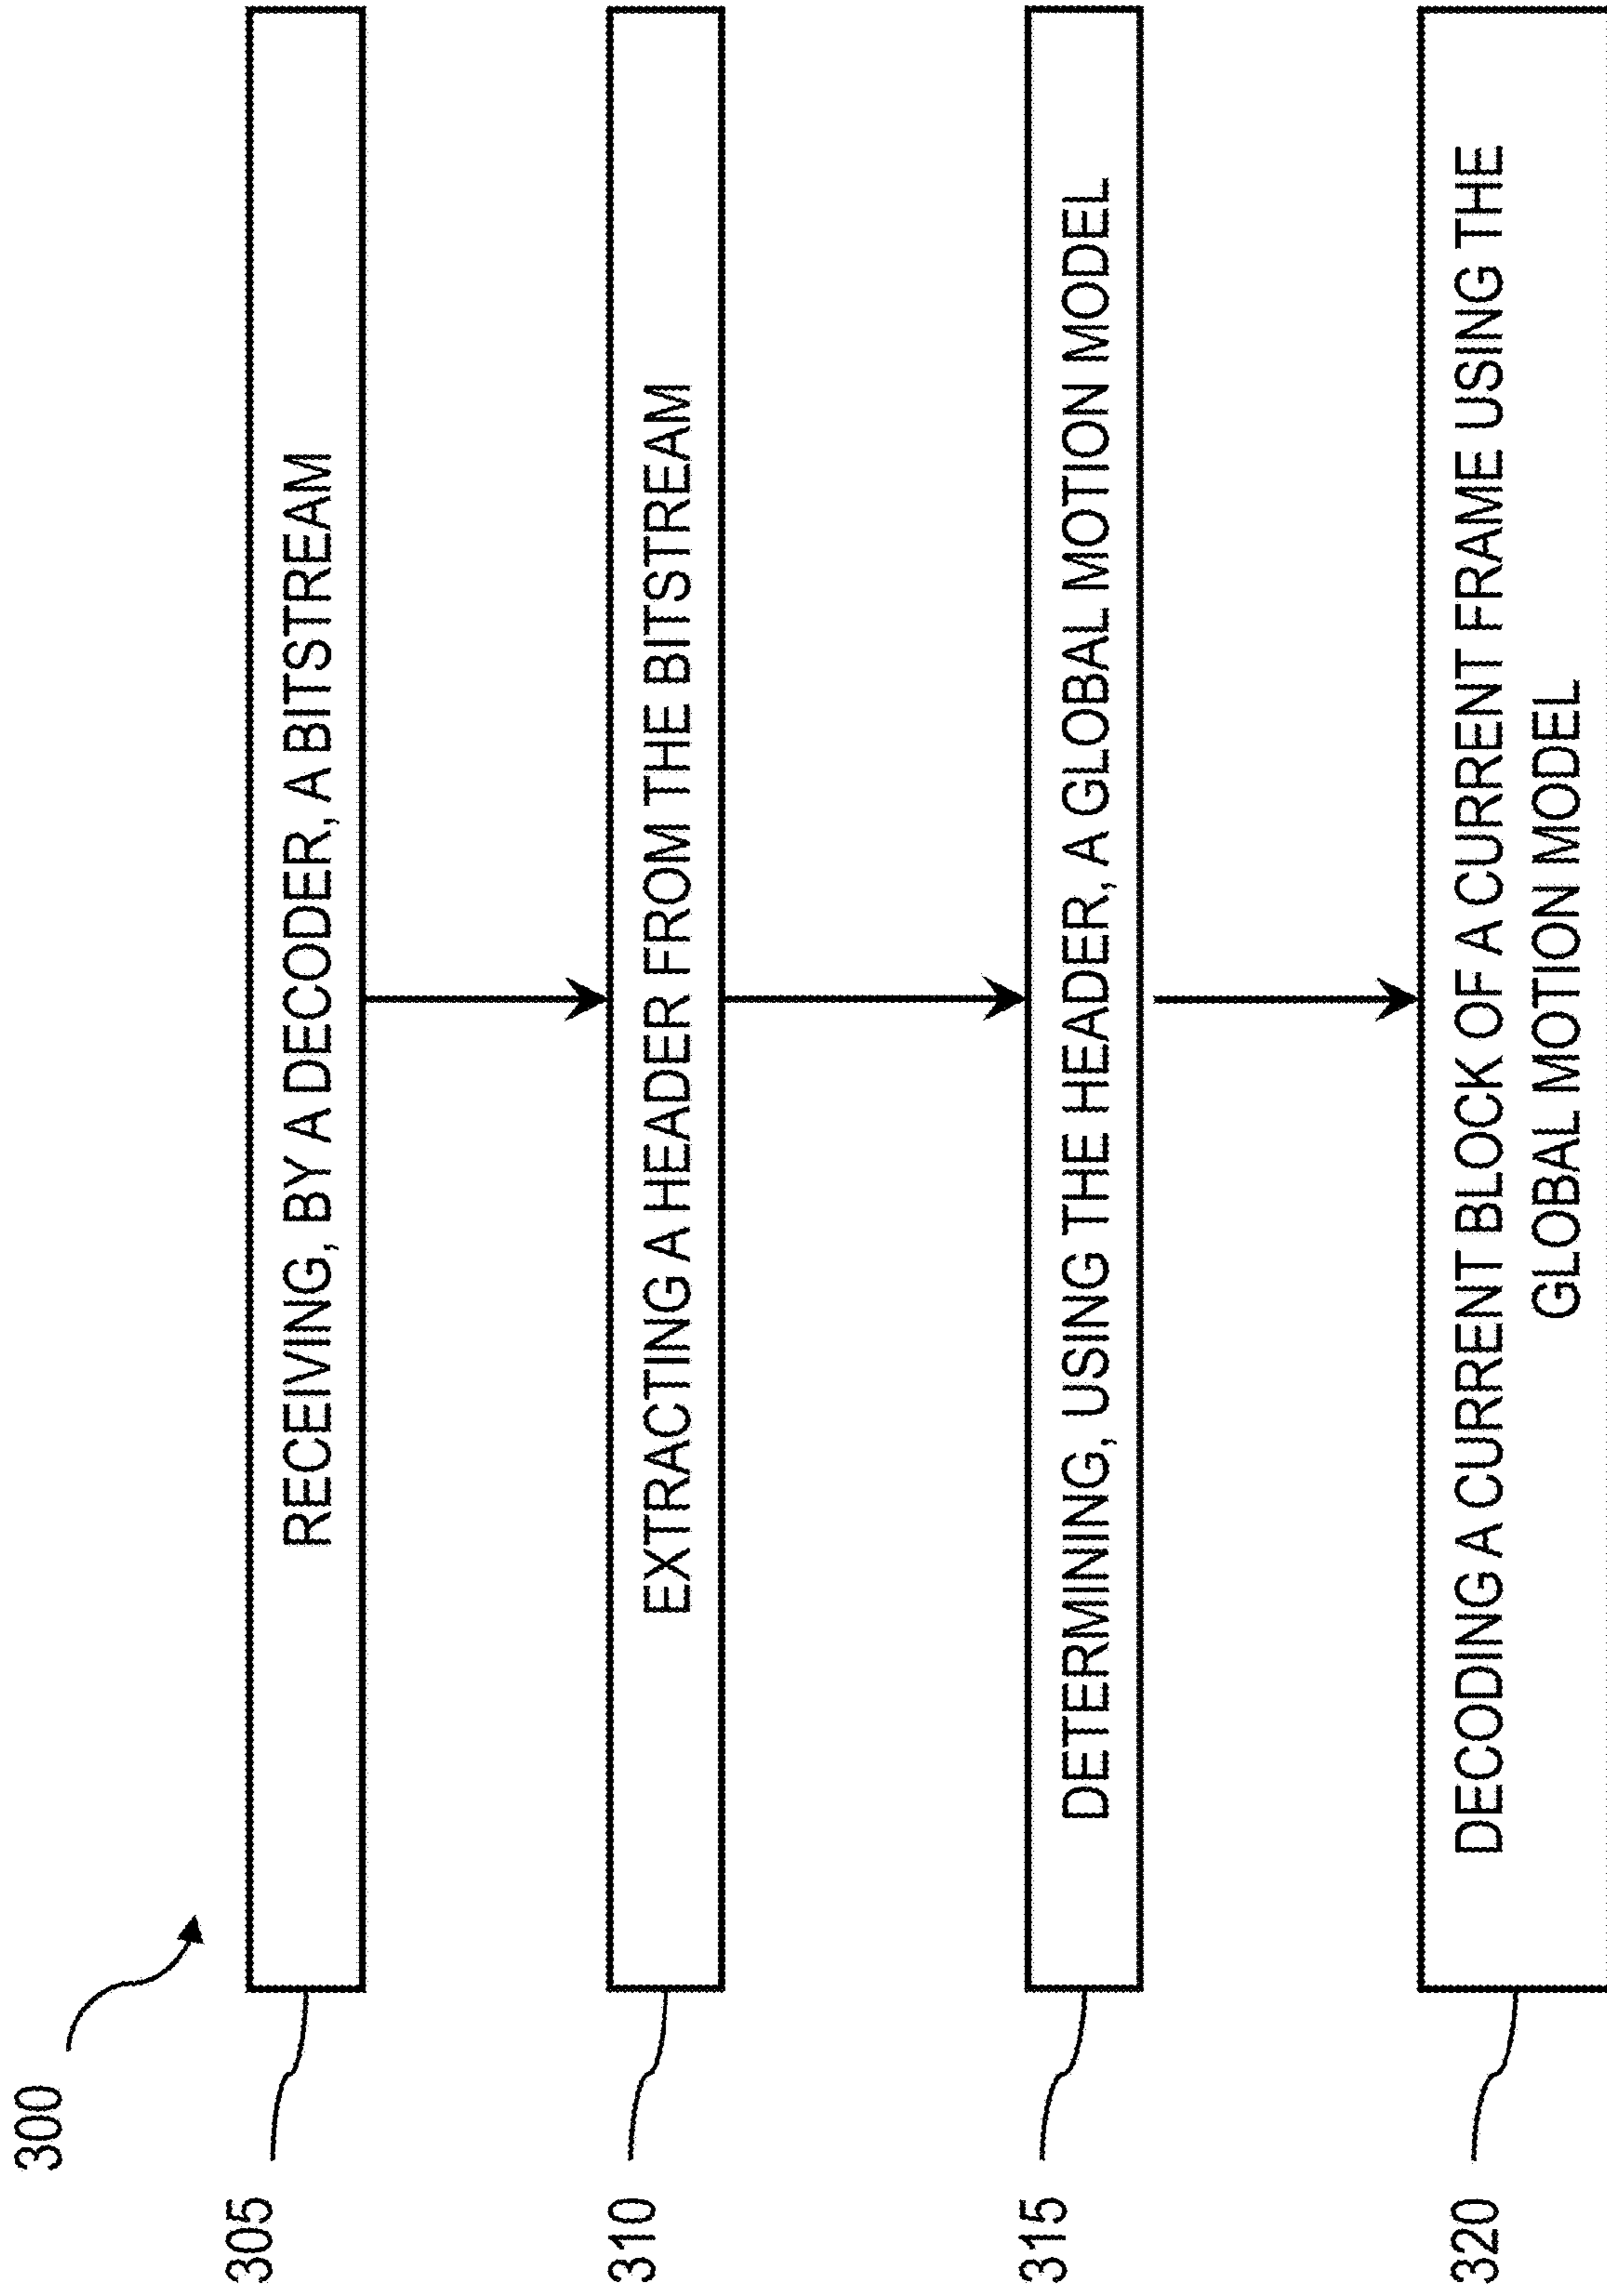 300
305
RECEIVING, BY A DECODER, A BITSTREAM
310
EXTRACTING A HEADER FROM THE BITSTREAM
315
DETERMINING, USING THE HEADER, A GLOBAL MOTION MODEL
320
DECODING A CURRENT BLOCK OF A CURRENT FRAME USING THE
GLOBAL MOTION MODEL